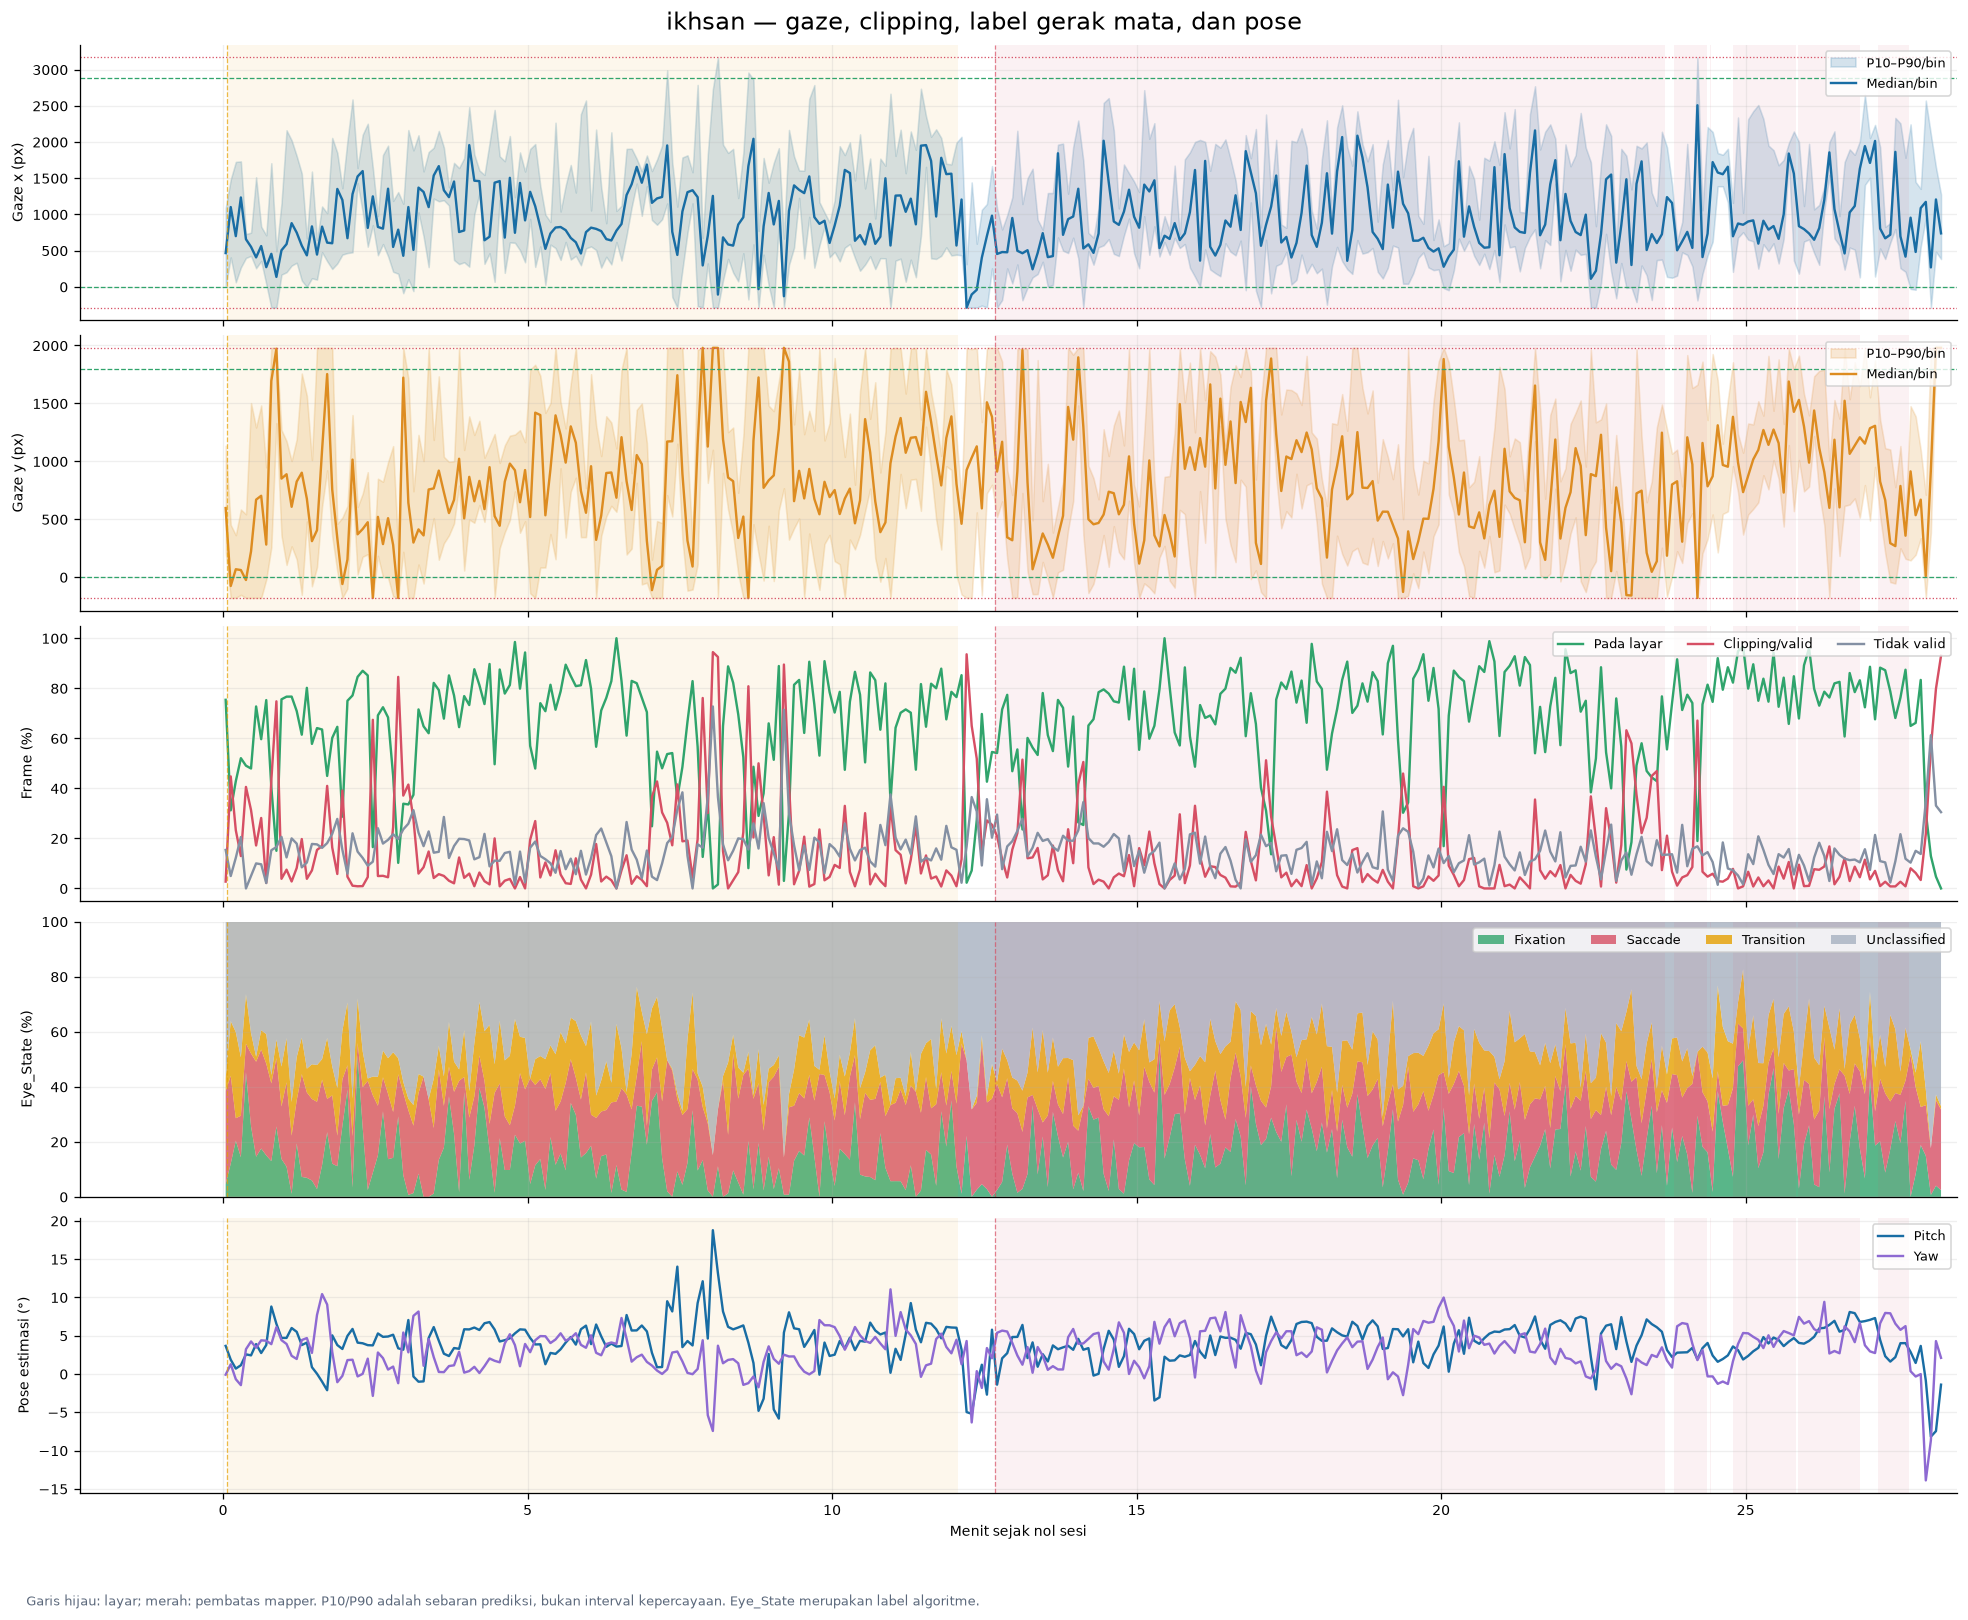 ikhsan — gaze, clipping, label gerak mata, dan pose
Gaze x (px)
3000
2500
2000
1500
1000
500
0
P10–P90/bin
Median/bin
Gaze y (px)
2000
1500
1000
500
0
P10–P90/bin
Median/bin
Frame (%)
100
80
60
40
20
0
Pada layar
Clipping/valid
Tidak valid
Eye_State (%)
100
80
60
40
20
0
Fixation
Saccade
Transition
Unclassified
Pose estimasi (°)
20
15
10
5
0
−5
−10
−15
Pitch
Yaw
0 5 10 15 20 25
Menit sejak nol sesi
Garis hijau: layar; merah: pembatas mapper. P10/P90 adalah sebaran prediksi, bukan interval kepercayaan. Eye_State merupakan label algoritme.